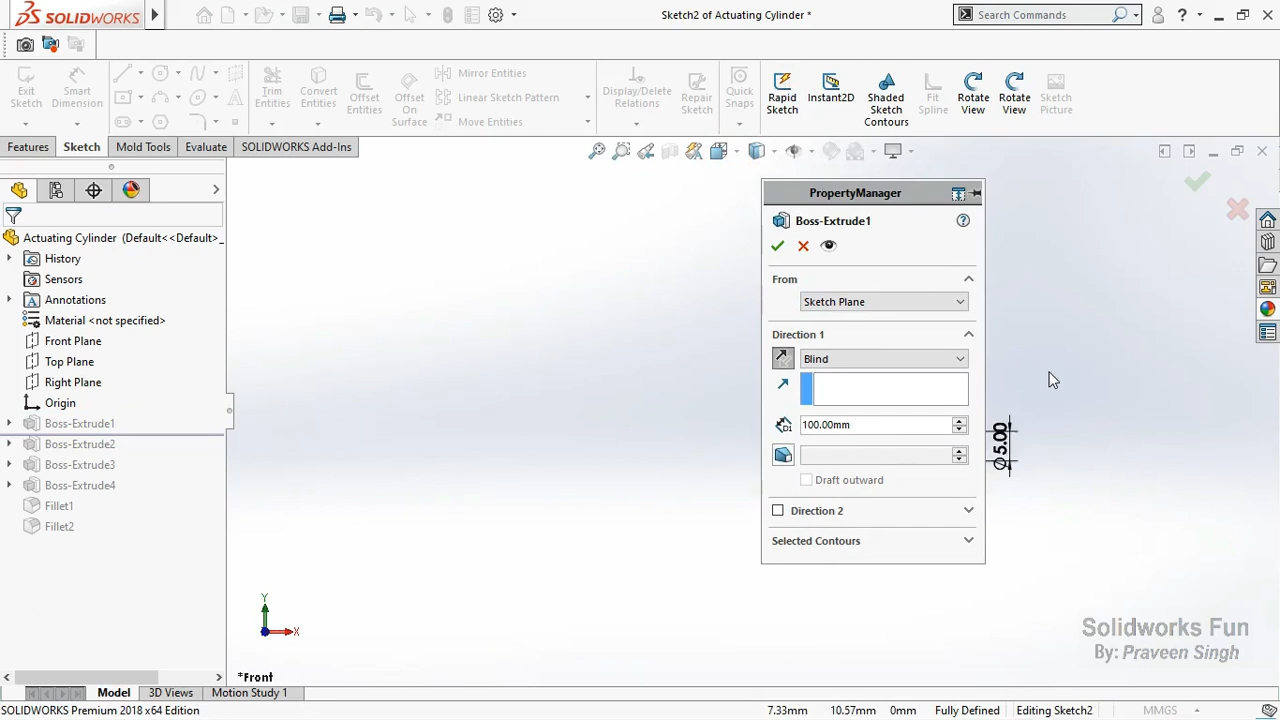 SOLIDWORKS
Sketch2 of Actuating Cylinder *
Search Commands
Exit Sketch
Smart Dimension
Trim Entities
Convert Entities
Offset Entities
Offset On Surface
Mirror Entities
Linear Sketch Pattern
Move Entities
Display/Delete Relations
Repair Sketch
Quick Snaps
Rapid Sketch
Instant2D
Shaded Sketch Contours
Fit Spline
Rotate View
Rotate View
Sketch Picture
Features
Sketch
Mold Tools
Evaluate
SOLIDWORKS Add-Ins
Actuating Cylinder (Default<<Default>_
History
Sensors
Annotations
Material <not specified>
Front Plane
Top Plane
Right Plane
Origin
Boss-Extrude1
Boss-Extrude2
Boss-Extrude3
Boss-Extrude4
Fillet1
Fillet2
PropertyManager
Boss-Extrude1
From
Sketch Plane
Direction 1
Blind
D1
100.00mm
Draft outward
Direction 2
Selected Contours
∅5.00
Y
X
*Front
Solidworks Fun
By: Praveen Singh
Model
3D Views
Motion Study 1
SOLIDWORKS Premium 2018 x64 Edition
7.33mm
10.57mm
0mm
Fully Defined
Editing Sketch2
MMGS